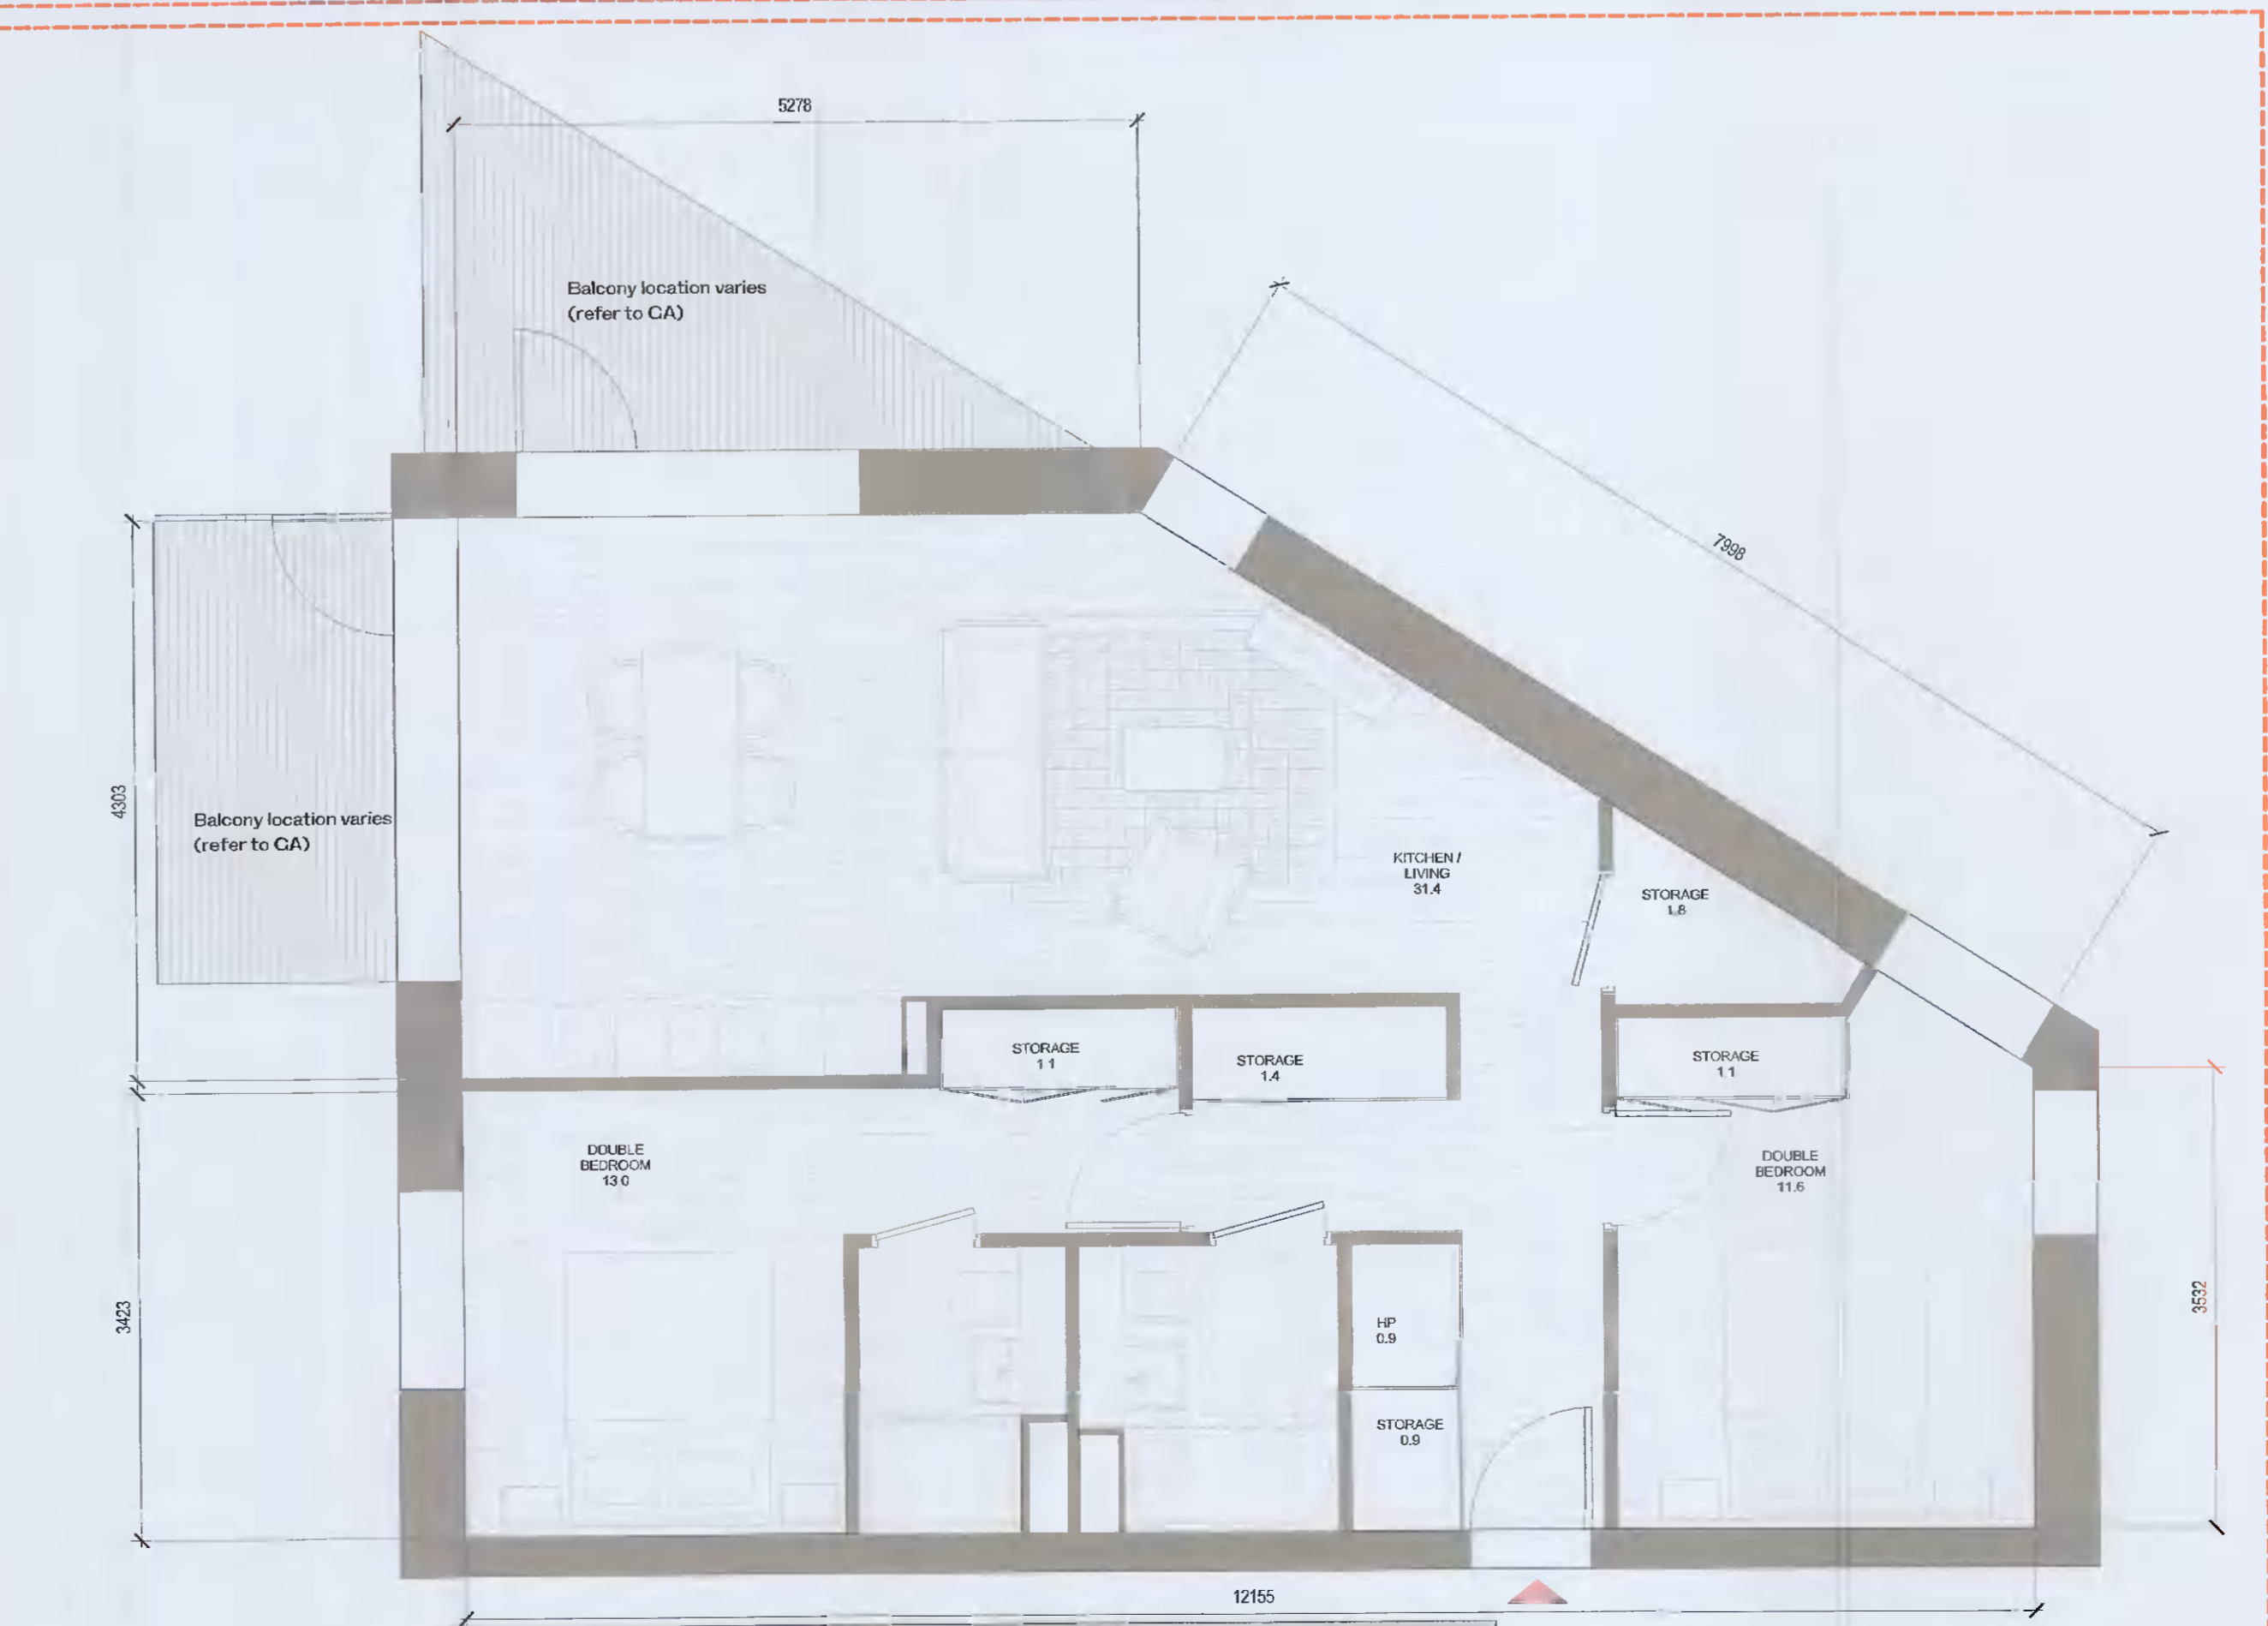 5278
Balcony location varies
(refer to GA)
7998
4303
Balcony location varies
(refer to GA)
KITCHEN /
LIVING
31.4
STORAGE
1.8
STORAGE
1.1
STORAGE
1.4
STORAGE
1.1
DOUBLE
BEDROOM
13.0
DOUBLE
BEDROOM
11.6
3423
HP
0.9
3532
STORAGE
0.9
12155